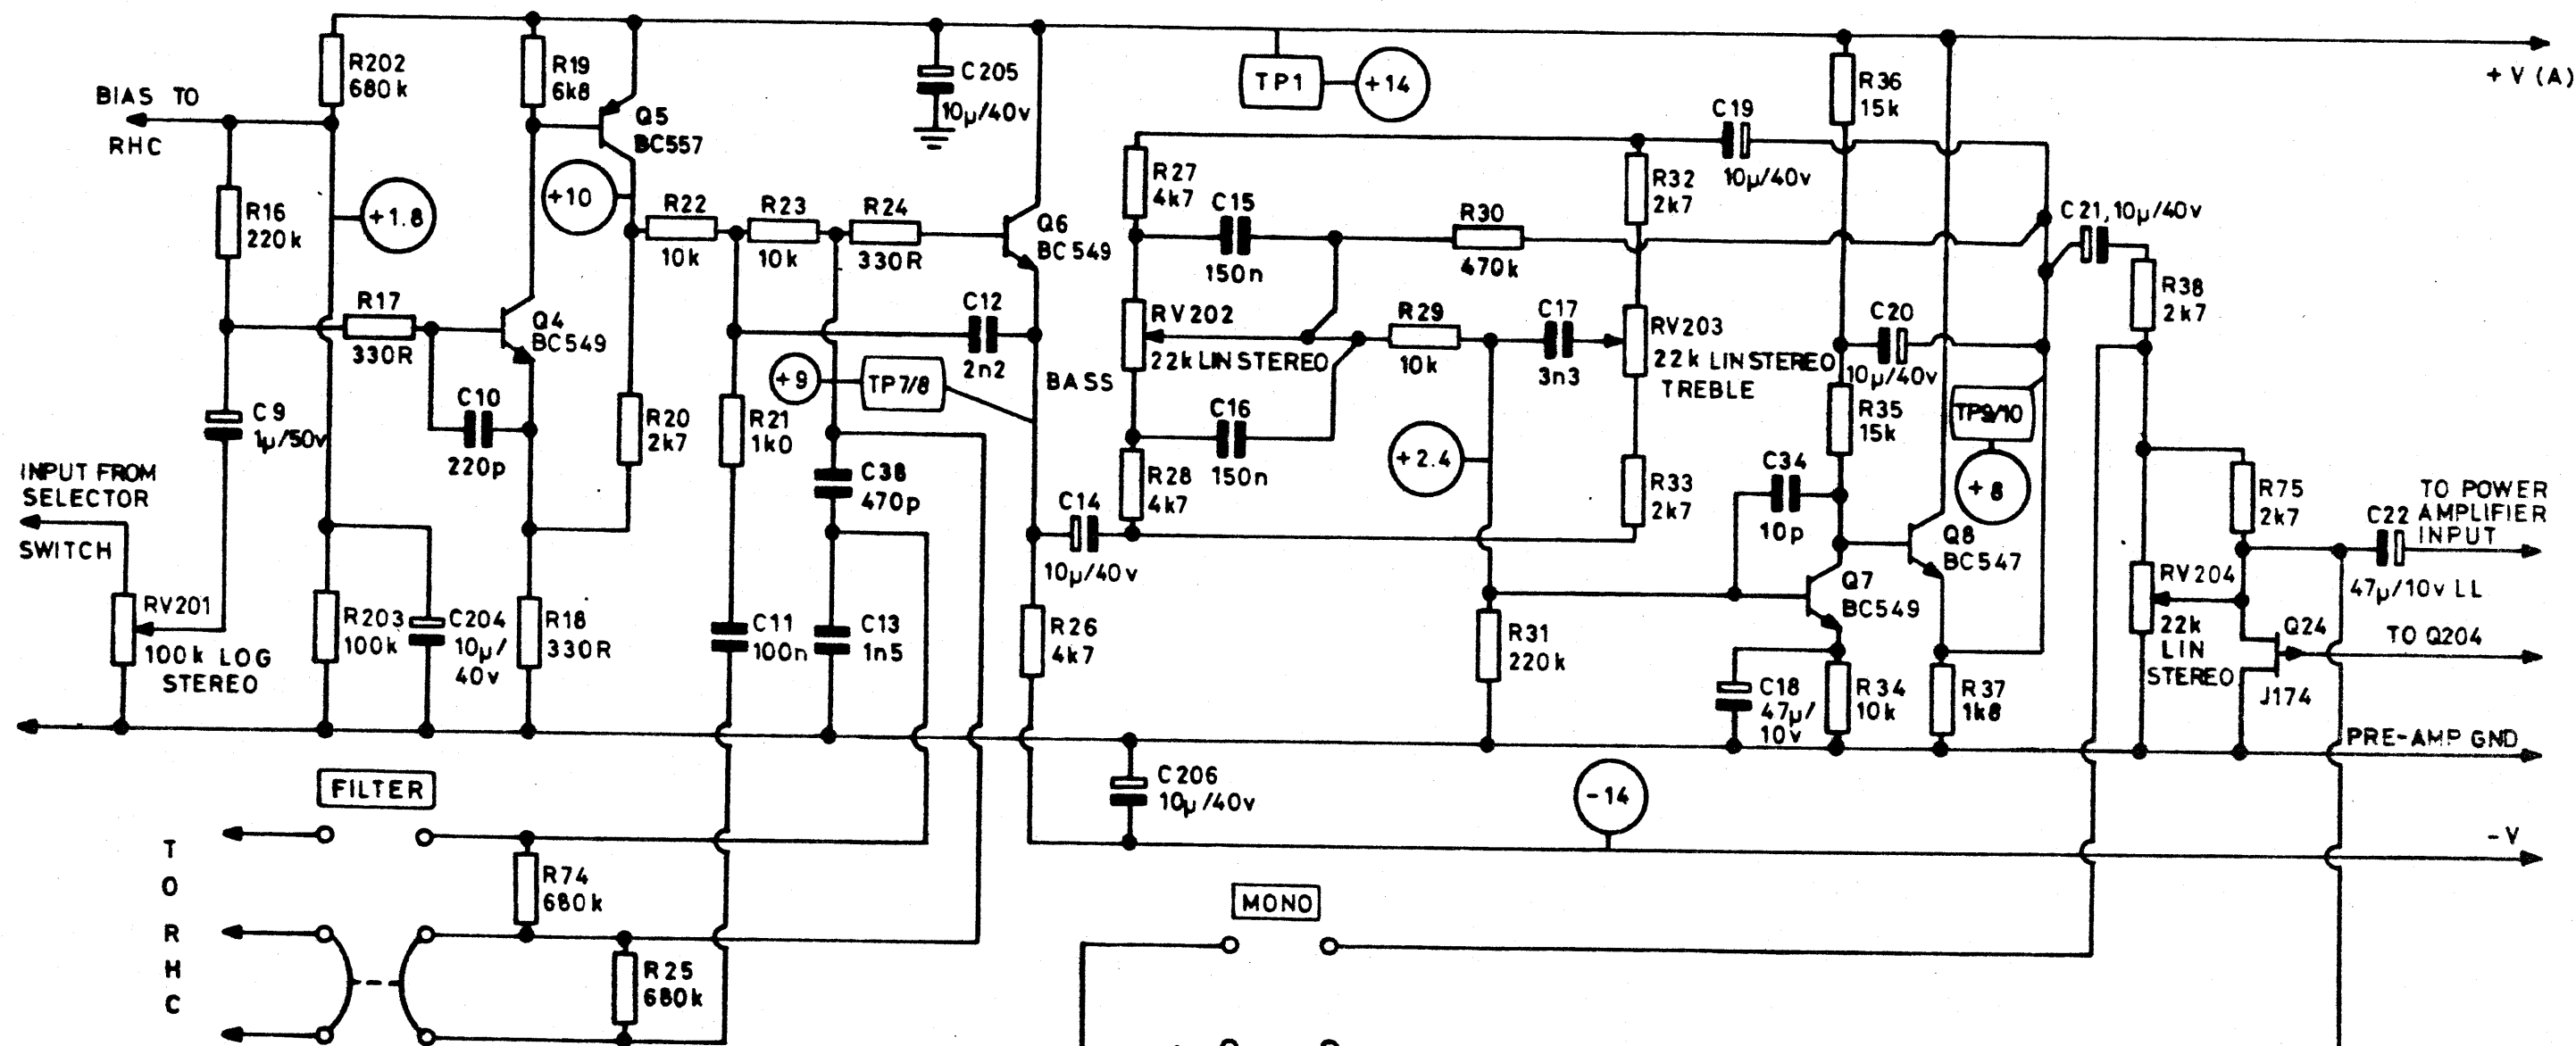 R202
680k
R19
6k8
Q5
BC557
C205
10µ/40v
TP1
+14
+V (A)
BIAS TO
RHC
+10
R16
220k
+1.8
R22
10k
R23
10k
R24
330R
Q6
BC549
R27
4k7
C15
150n
R30
470k
R32
2k7
C19
10µ/40v
R36
15k
C21,10µ/40v
R38
2k7
R17
330R
Q4
BC549
C12
2n2
RV202
22k LIN STEREO
BASS
R29
10k
C17
3n3
RV203
22k LIN STEREO
TREBLE
C20
10µ/40v
+9
TP7/8
R35
15k
TP9/10
+8
C9
1µ/50v
C10
220p
R20
2k7
R21
1k0
C38
470p
C14
10µ/40v
R28
4k7
C16
150n
+2.4
R33
2k7
C34
10p
Q8
BC547
R75
2k7
TO POWER
AMPLIFIER
INPUT
C22
47µ/10v LL
INPUT FROM
SELECTOR
SWITCH
RV201
100k LOG
STEREO
R203
100k
C204
10µ/
40v
R18
330R
C11
100n
C13
1n5
R26
4k7
R31
220k
Q7
BC549
C18
47µ/
10v
R34
10k
R37
1k8
RV204
22k
LIN
STEREO
Q24
J174
TO Q204
PRE-AMP GND
FILTER
C206
10µ/40v
-14
-V
TO RHC
R74
680k
R25
680k
MONO